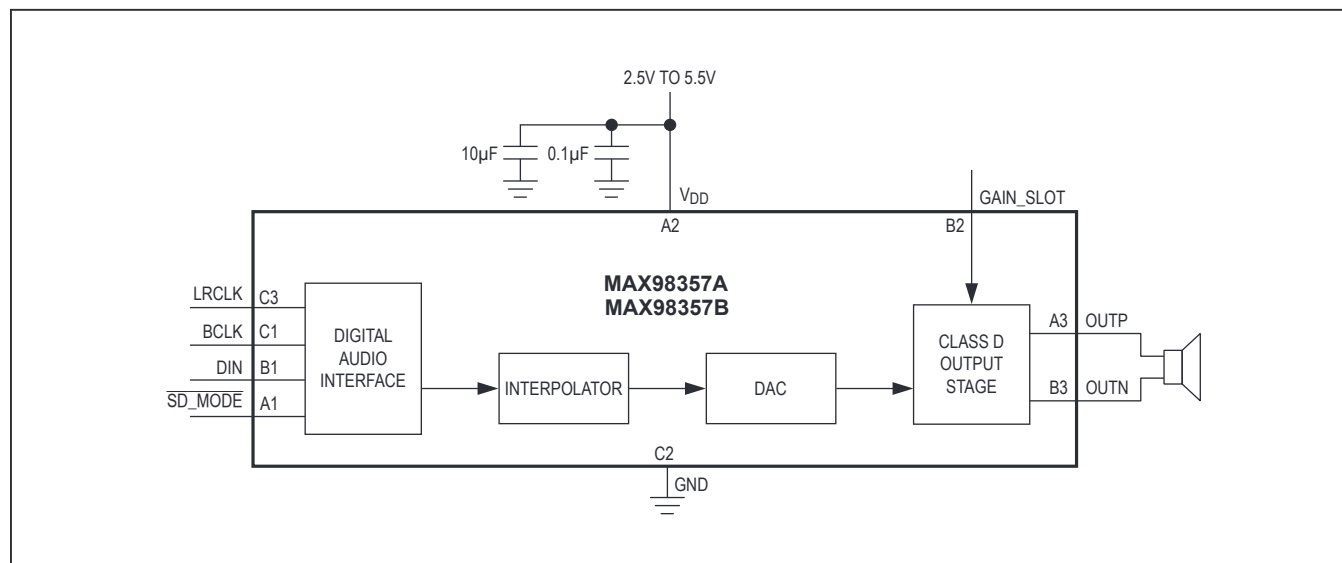 2.5V TO 5.5V
10µF
0.1µF
VDD
A2
GAIN_SLOT
B2
MAX98357A
MAX98357B
LRCLK
C3
BCLK
C1
DIN
B1
SD_MODE
A1
DIGITAL
AUDIO
INTERFACE
INTERPOLATOR
DAC
CLASS D
OUTPUT
STAGE
A3
OUTP
B3
OUTN
C2
GND